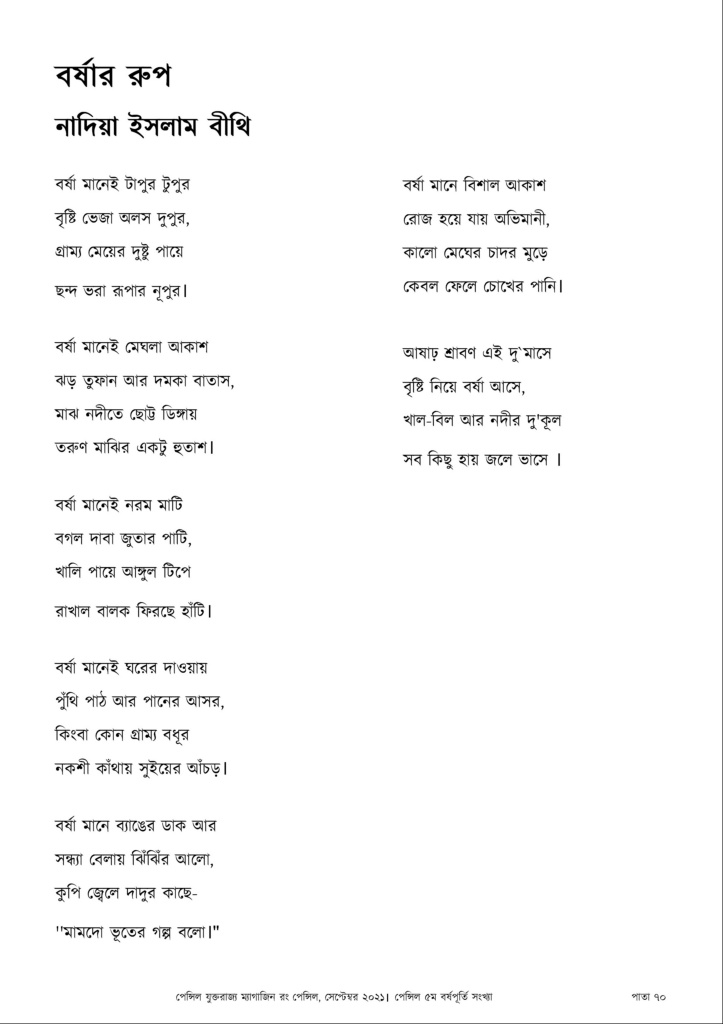 বর্ষার রুপ
নাদিয়া ইসলাম বীথি
বর্ষা মানেই টাপুর টুপুর
বৃষ্টি ভেজা অলস দুপুর,
গ্রাম্য মেয়ের দুষ্টু পায়ে
ছন্দ ভরা রূপার নূপুর।
বর্ষা মানেই মেঘলা আকাশ
ঝড় তুফান আর দমকা বাতাস,
মাঝ নদীতে ছোট্ট ডিঙ্গায়
তরুণ মাঝির একটু হুতাশ।
বর্ষা মানেই নরম মাটি
বগল দাবা জুতার পাটি,
খালি পায়ে আঙ্গুল টিপে
রাখাল বালক ফিরছে হাঁটি।
বর্ষা মানেই ঘরের দাওয়ায়
পুঁথি পাঠ আর পানের আসর,
কিংবা কোন গ্রাম্য বধূর
নকশী কাঁথায় সুইয়ের আঁচড়।
বর্ষা মানে ব্যাঙের ডাক আর
সন্ধ্যা বেলায় ঝিঁঝিঁর আলো,
কুপি জ্বেলে দাদুর কাছে-
''মামদো ভূতের গল্প বলো।"
বর্ষা মানে বিশাল আকাশ
রোজ হয়ে যায় অভিমানী,
কালো মেঘের চাদর মুড়ে
কেবল ফেলে চোখের পানি।
আষাঢ় শ্রাবণ এই দু`মাসে
বৃষ্টি নিয়ে বর্ষা আসে,
খাল-বিল আর নদীর দু'কূল
সব কিছু হায় জলে ভাসে ।
পেন্সিল যুক্তরাজ্য ম্যাগাজিন রং পেন্সিল, সেপ্টেম্বর ২০২১। পেন্সিল ৫ম বর্ষপূর্তি সংখ্যা
পাতা ৭০